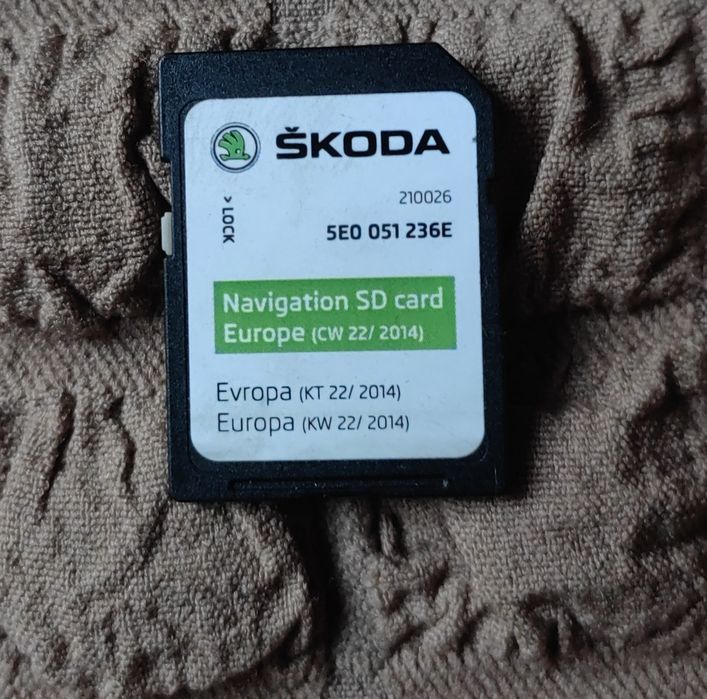 ŠKODA
210026
> LOCK
5E0 051 236E
Navigation SD card
Europe (CW 22/ 2014)
Evropa (KT 22/ 2014)
Europa (KW 22/ 2014)